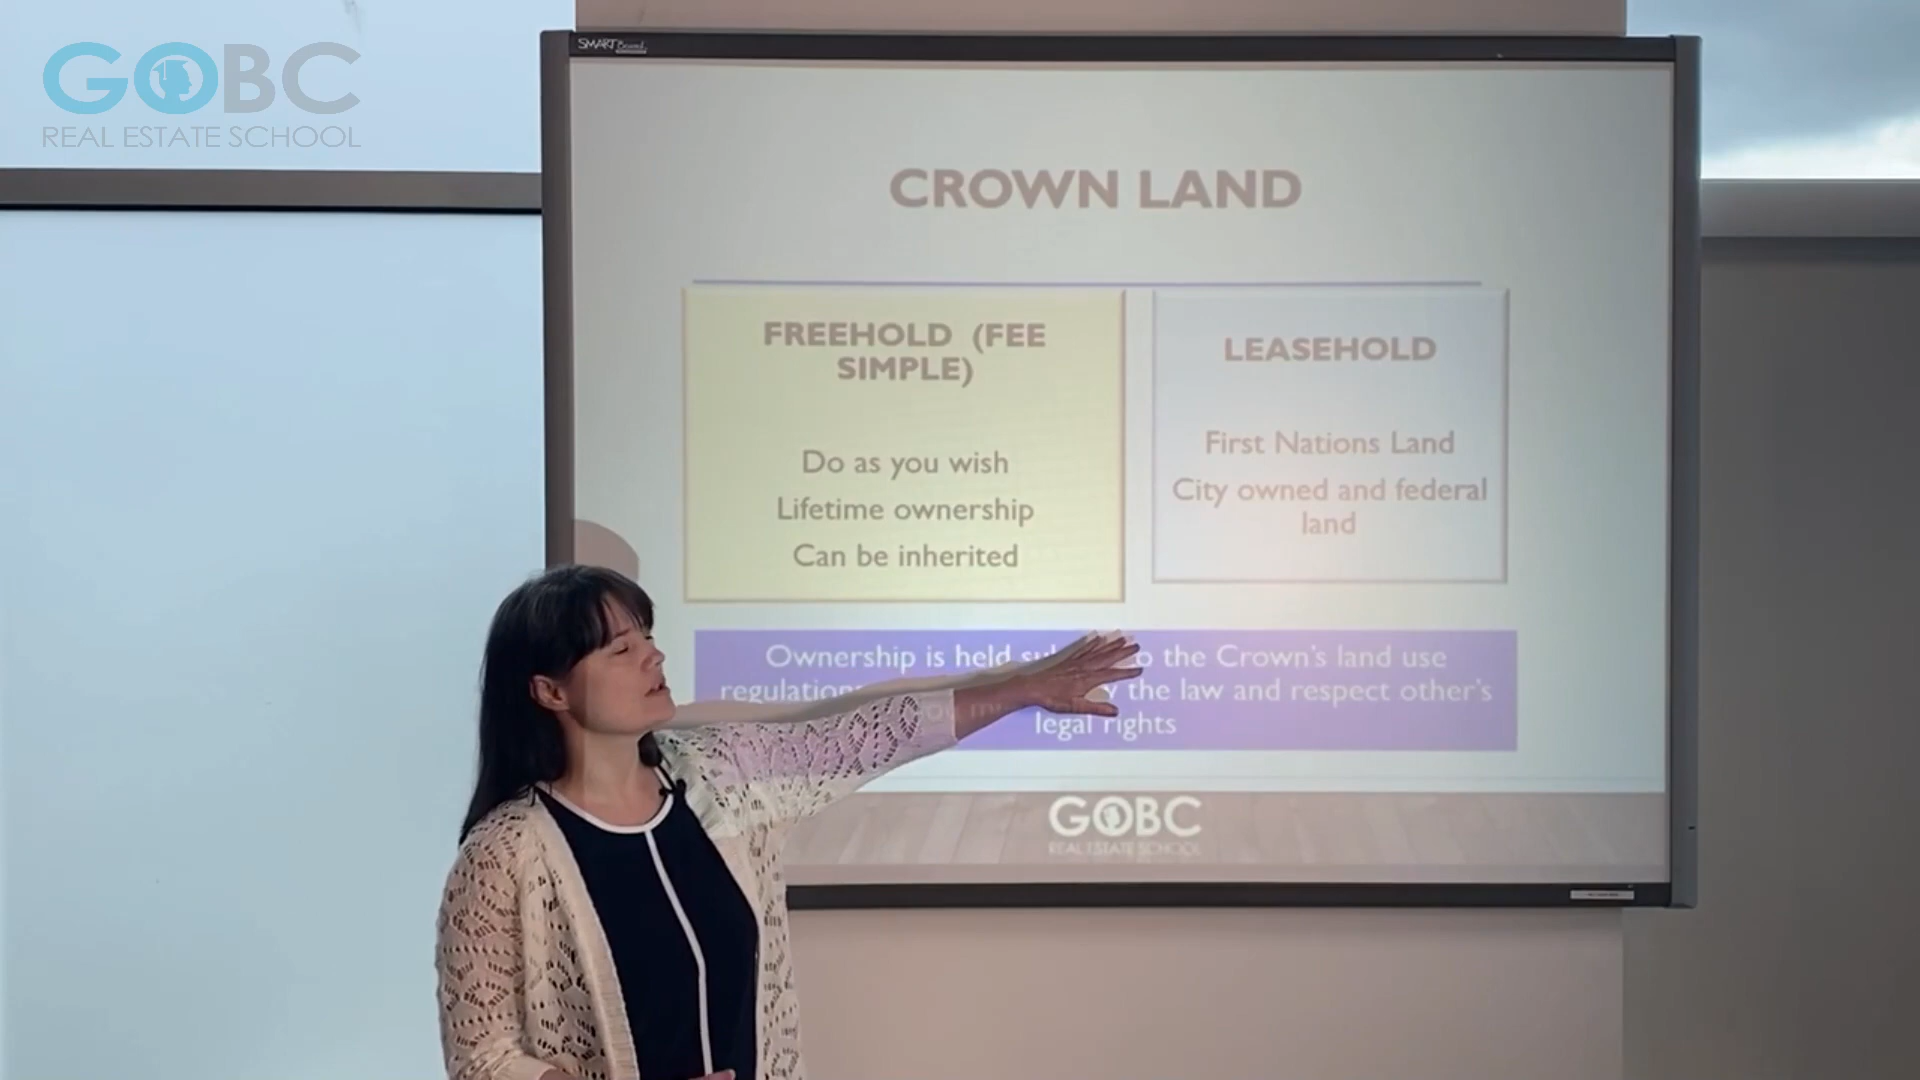 GOBC
REAL ESTATE SCHOOL
SMART Board
CROWN LAND
FREEHOLD (FEE
SIMPLE)
Do as you wish
Lifetime ownership
Can be inherited
LEASEHOLD
First Nations Land
City owned and federal
land
Ownership is held to the Crown's land use
the law and respect other's
legal rights
GOBC
REAL ESTATE SCHOOL